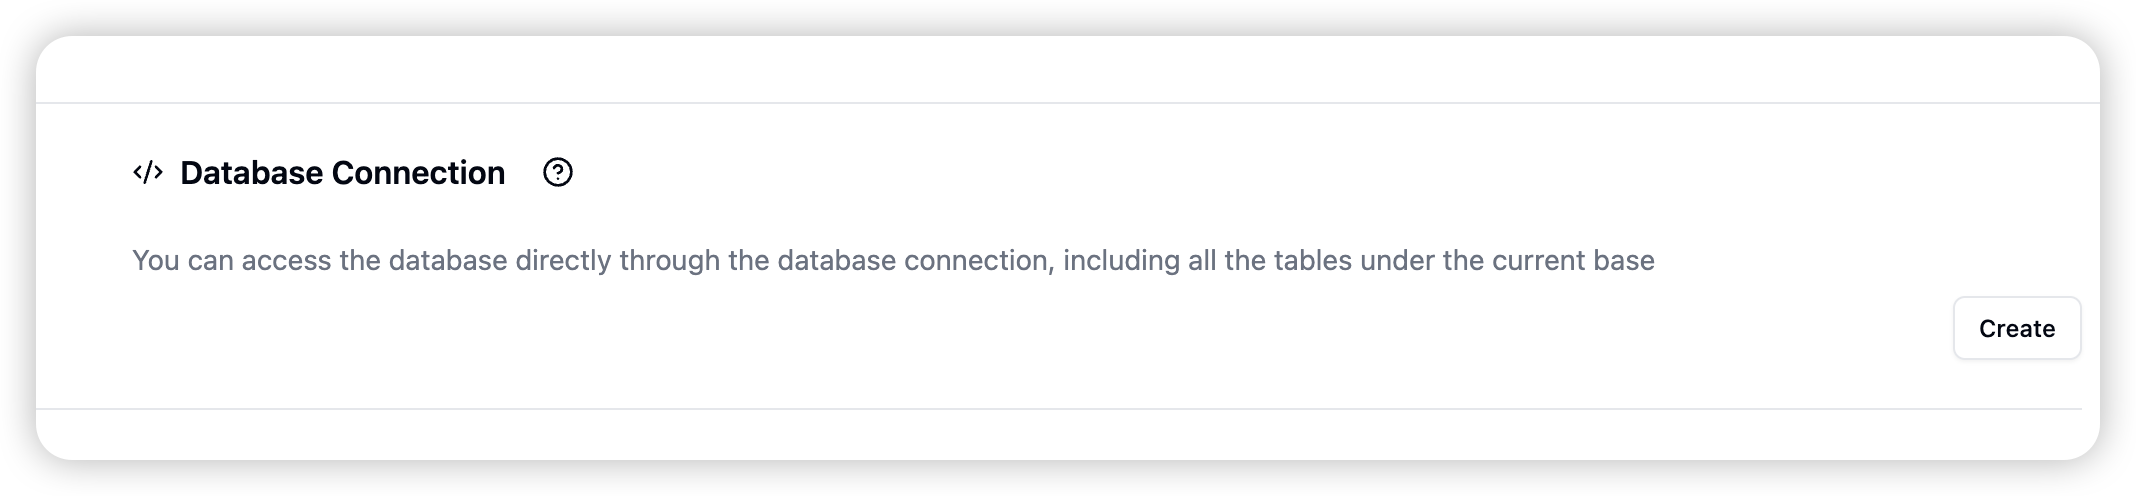 Database Connection
You can access the database directly through the database connection, including all the tables under the current base
Create